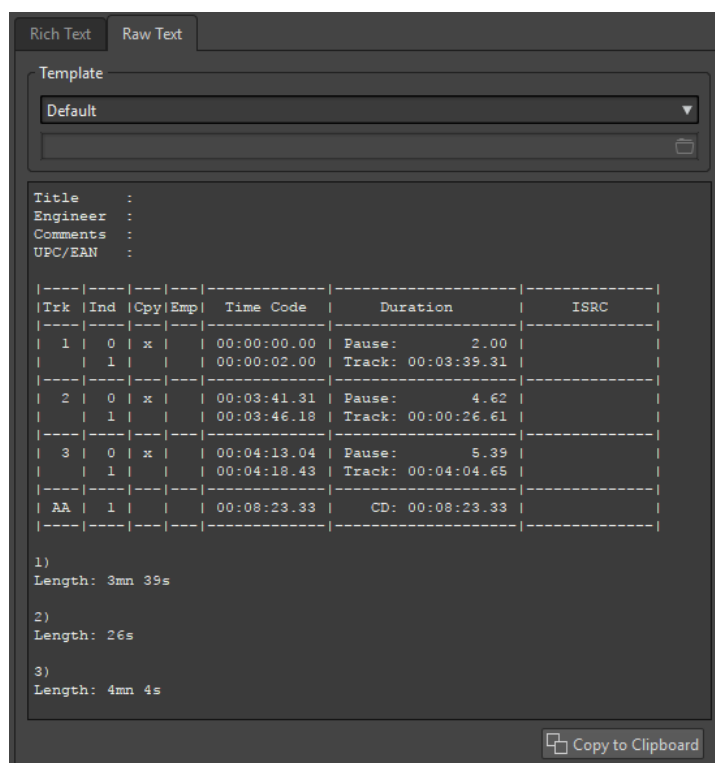 Rich Text Raw Text
Template
Default
Title      :
Engineer   :
Comments   :
UPC/EAN    :
|----|----|---|---|-------------|--------------------|--------------|
|Trk |Ind |Cpy|Emp|  Time Code  |     Duration       |     ISRC     |
|----|----|---|---|-------------|--------------------|--------------|
|  1 |  0 | x |   | 00:00:00.00 | Pause:        2.00 |              |
|    |  1 |   |   | 00:00:02.00 | Track: 00:03:39.31 |              |
|----|----|---|---|-------------|--------------------|--------------|
|  2 |  0 | x |   | 00:03:41.31 | Pause:        4.62 |              |
|    |  1 |   |   | 00:03:46.18 | Track: 00:00:26.61 |              |
|----|----|---|---|-------------|--------------------|--------------|
|  3 |  0 | x |   | 00:04:13.04 | Pause:        5.39 |              |
|    |  1 |   |   | 00:04:18.43 | Track: 00:04:04.65 |              |
|----|----|---|---|-------------|--------------------|--------------|
| AA |  1 |   |   | 00:08:23.33 |    CD: 00:08:23.33 |              |
|----|----|---|---|-------------|--------------------|--------------|
1)
Length: 3mn 39s
2)
Length: 26s
3)
Length: 4mn 4s
Copy to Clipboard